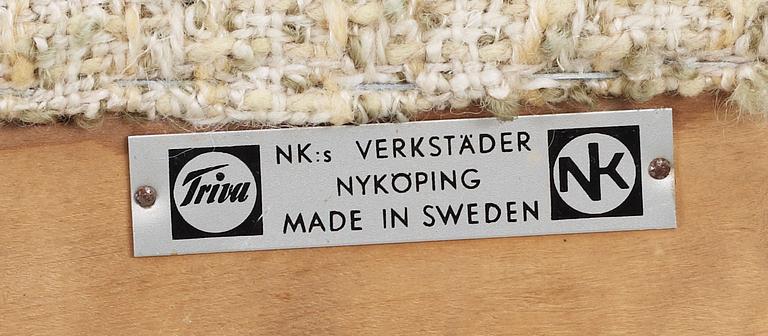 Triva
NK:s VERKSTÄDER
NYKÖPING
MADE IN SWEDEN
NK